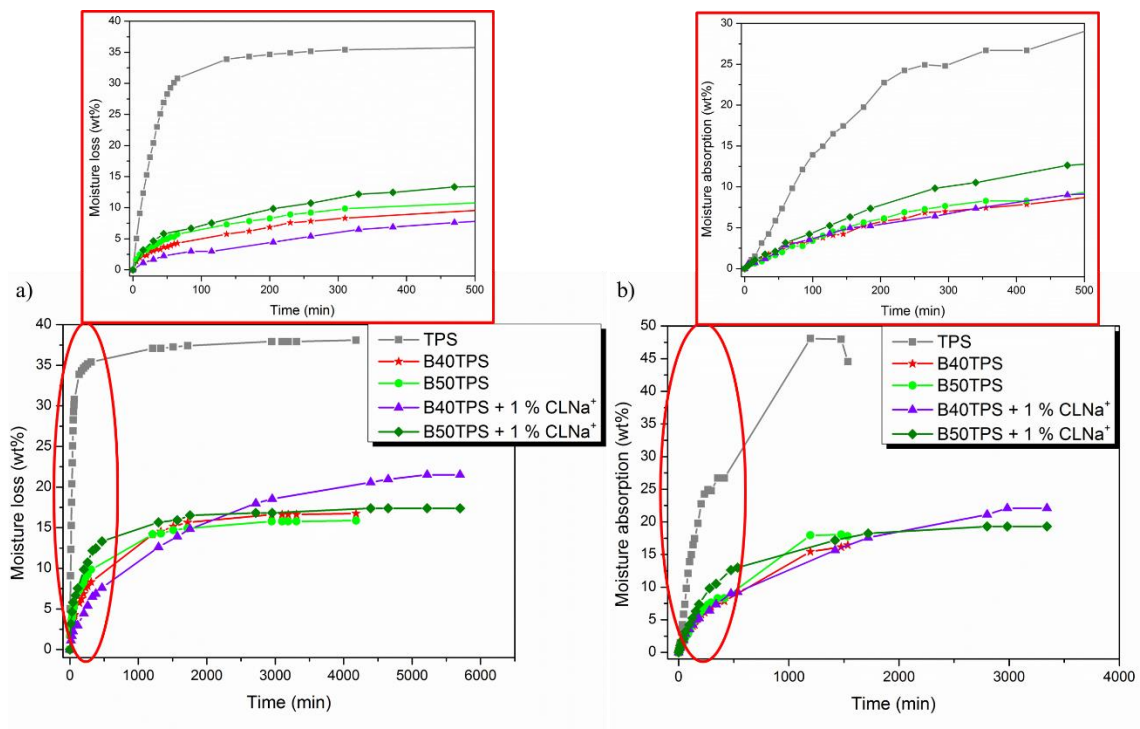 40
35
30
25
20
15
10
5
0
Moisture loss (wt%)
0 100 200 300 400 500
Time (min)
30
25
20
15
10
5
0
Moisture absorption (wt%)
0 100 200 300 400 500
Time (min)
a)
40
35
30
25
20
15
10
5
0
Moisture loss (wt%)
TPS
B40TPS
B50TPS
B40TPS + 1 % CLNa⁺
B50TPS + 1 % CLNa⁺
0 1000 2000 3000 4000 5000 6000
Time (min)
b)
50
45
40
35
30
25
20
15
10
5
0
Moisture absorption (wt%)
TPS
B40TPS
B50TPS
B40TPS + 1 % CLNa⁺
B50TPS + 1 % CLNa⁺
0 1000 2000 3000 4000
Time (min)